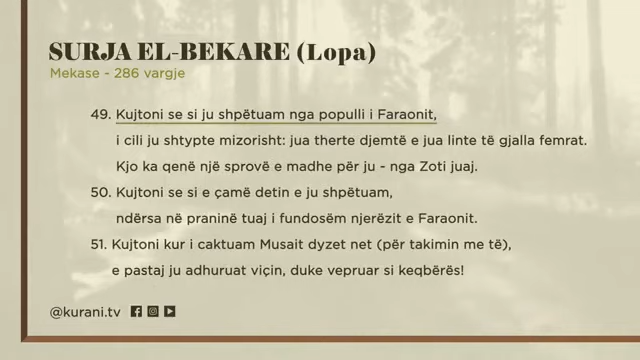 SURJA EL-BEKARE (Lopa)
Mekase - 286 vargje
49. Kujtoni se si ju shpëtuam nga populli i Faraonit,
i cili ju shtypte mizorisht: jua therte djemtë e jua linte të gjalla femrat.
Kjo ka qenë një sprovë e madhe për ju - nga Zoti juaj.
50. Kujtoni se si e çamë detin e ju shpëtuam,
ndërsa në praninë tuaj i fundosëm njerëzit e Faraonit.
51. Kujtoni kur i caktuam Musait dyzet net (për takimin me të),
e pastaj ju adhuruat viçin, duke vepruar si keqbërës!
@kurani.tv